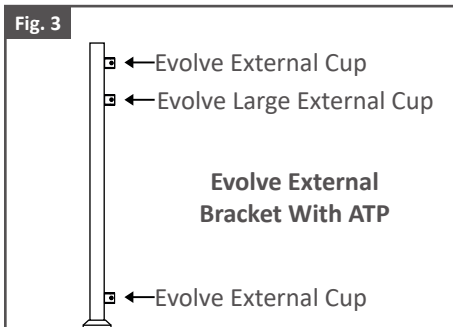 Fig. 3
Evolve External Cup
Evolve Large External Cup
Evolve External
Bracket With ATP
Evolve External Cup